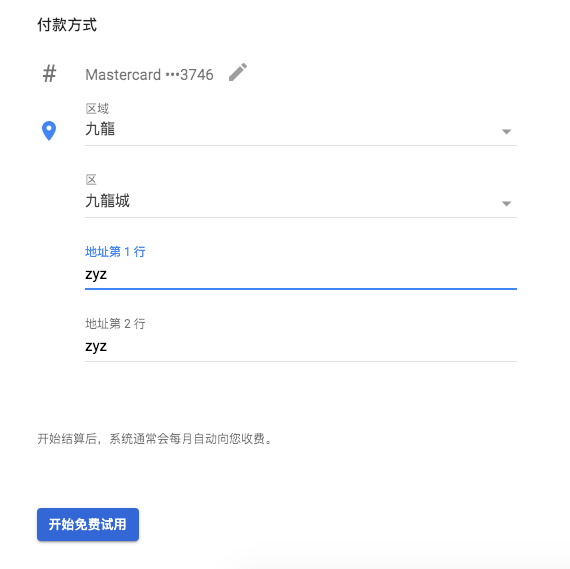 付款方式
# Mastercard •••3746
区域
九龍
区
九龍城
地址第 1 行
zyz
地址第 2 行
zyz
开始结算后，系统通常会每月自动向您收费。
开始免费试用